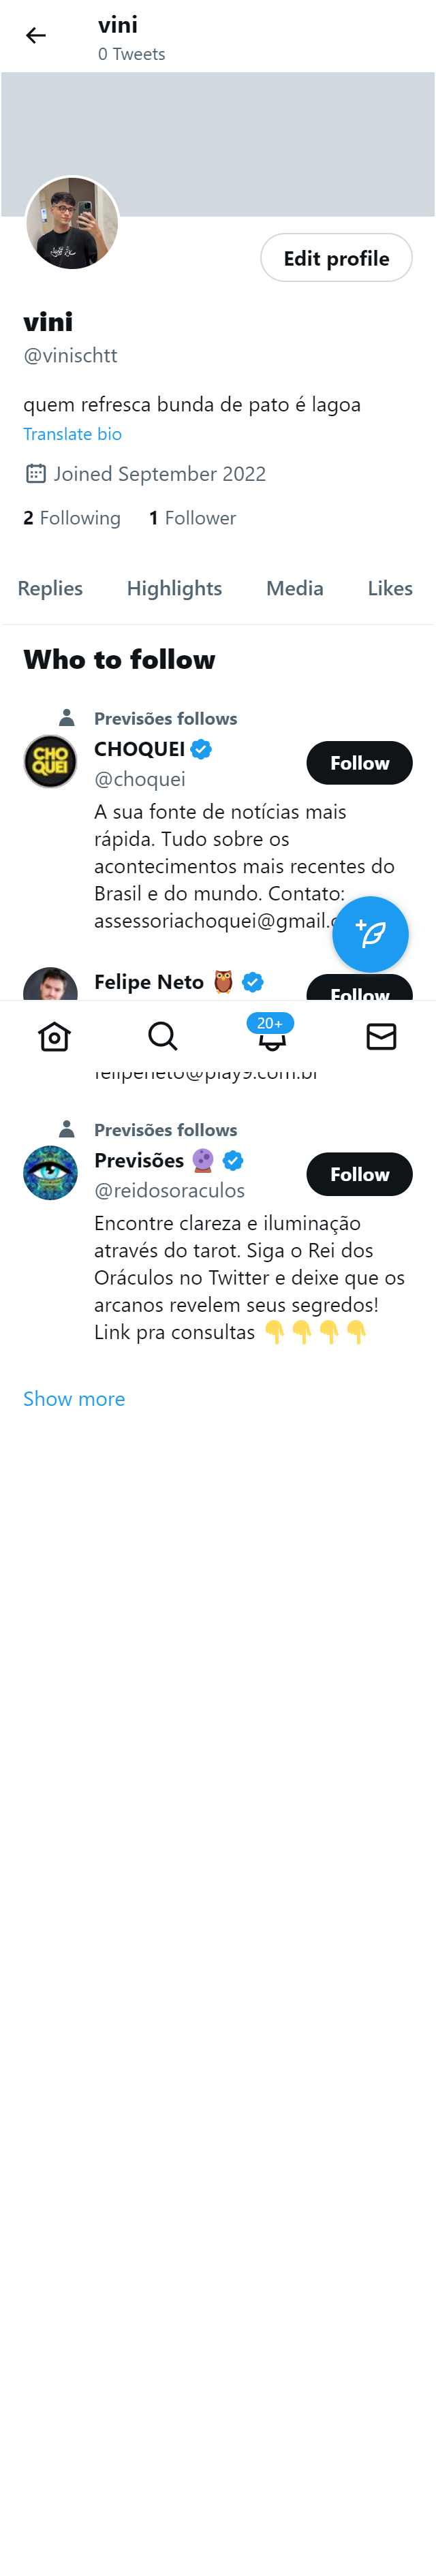 vini
0 Tweets
Edit profile
vini
@vinischtt
quem refresca bunda de pato é lagoa
Translate bio
Joined September 2022
2 Following 1 Follower
Replies Highlights Media Likes
Who to follow
Previsões follows
CHO
QUEI
CHOQUEI
Follow
@choquei
A sua fonte de notícias mais
rápida. Tudo sobre os
acontecimentos mais recentes do
Brasil e do mundo. Contato:
assessoriachoquei@gmail.c
Felipe Neto 🦉
Follow
20+
felipeneto@play9.com.br
Previsões follows
Previsões 🔮
Follow
@reidosoraculos
Encontre clareza e iluminação
através do tarot. Siga o Rei dos
Oráculos no Twitter e deixe que os
arcanos revelem seus segredos!
Link pra consultas 👇👇👇👇
Show more